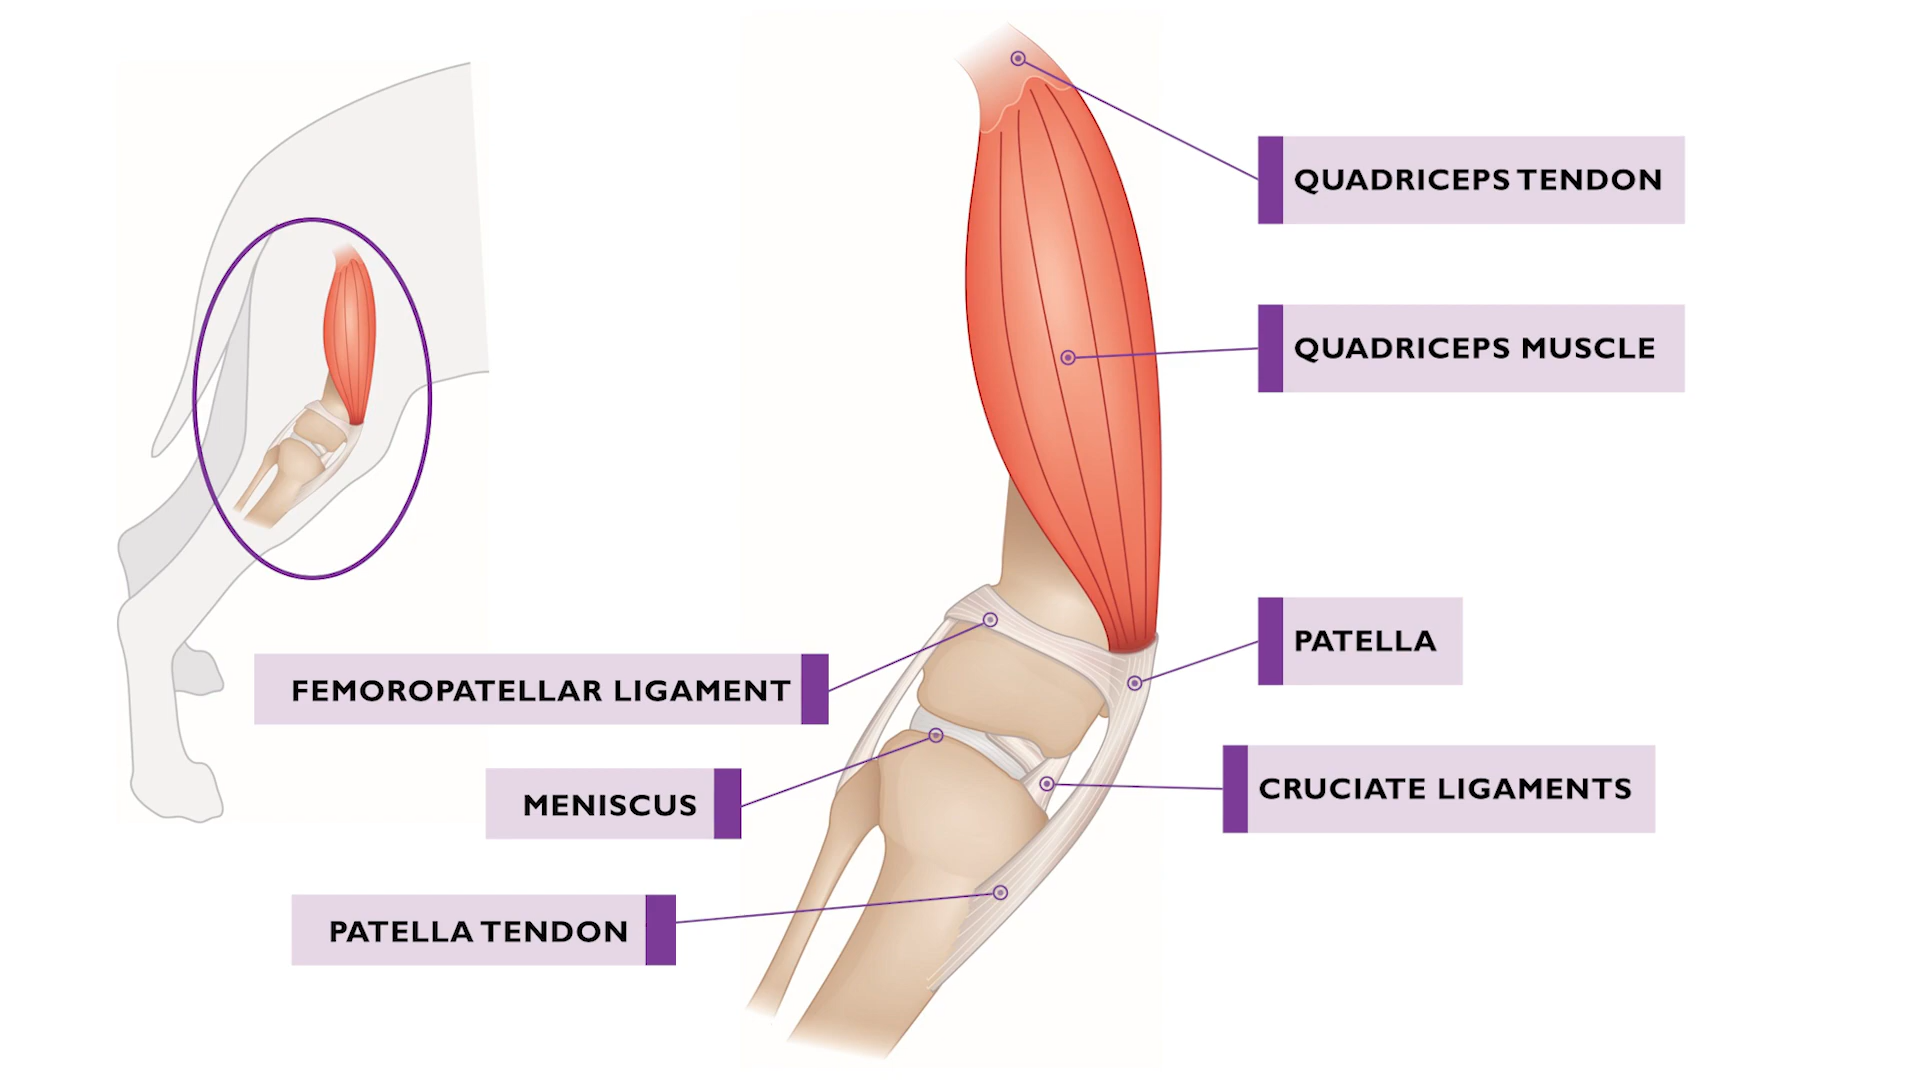 QUADRICEPS TENDON
QUADRICEPS MUSCLE
PATELLA
FEMOROPATELLAR LIGAMENT
CRUCIATE LIGAMENTS
MENISCUS
PATELLA TENDON